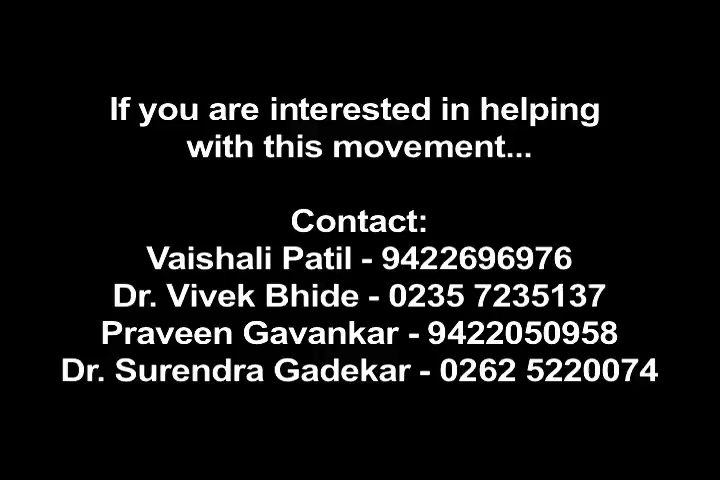 If you are interested in helping
with this movement...
Contact:
Vaishali Patil - 9422696976
Dr. Vivek Bhide - 0235 7235137
Praveen Gavankar - 9422050958
Dr. Surendra Gadekar - 0262 5220074